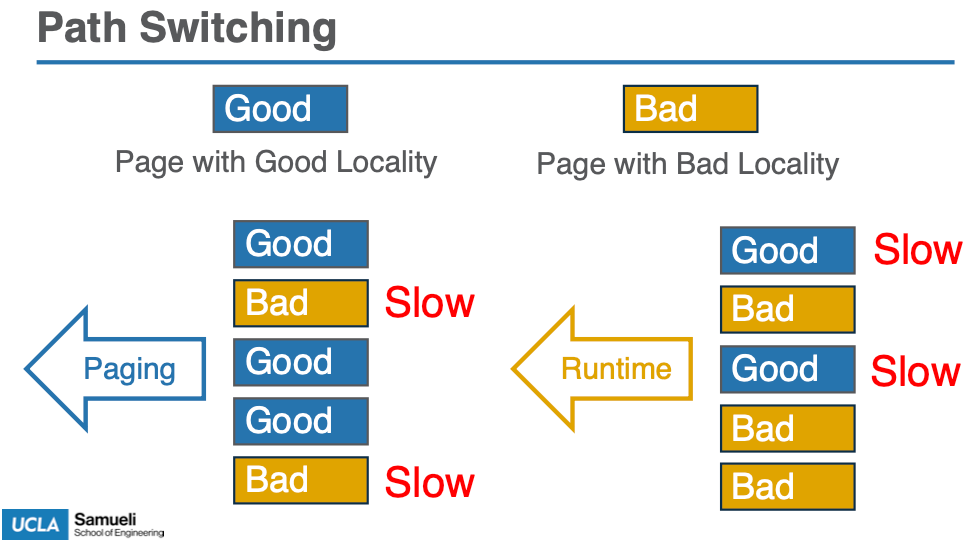 Path Switching
Good
Page with Good Locality
Bad
Page with Bad Locality
Paging
Good
Bad Slow
Good
Good
Bad Slow
Runtime
Good Slow
Bad
Good Slow
Bad
Bad
UCLA Samueli
School of Engineering